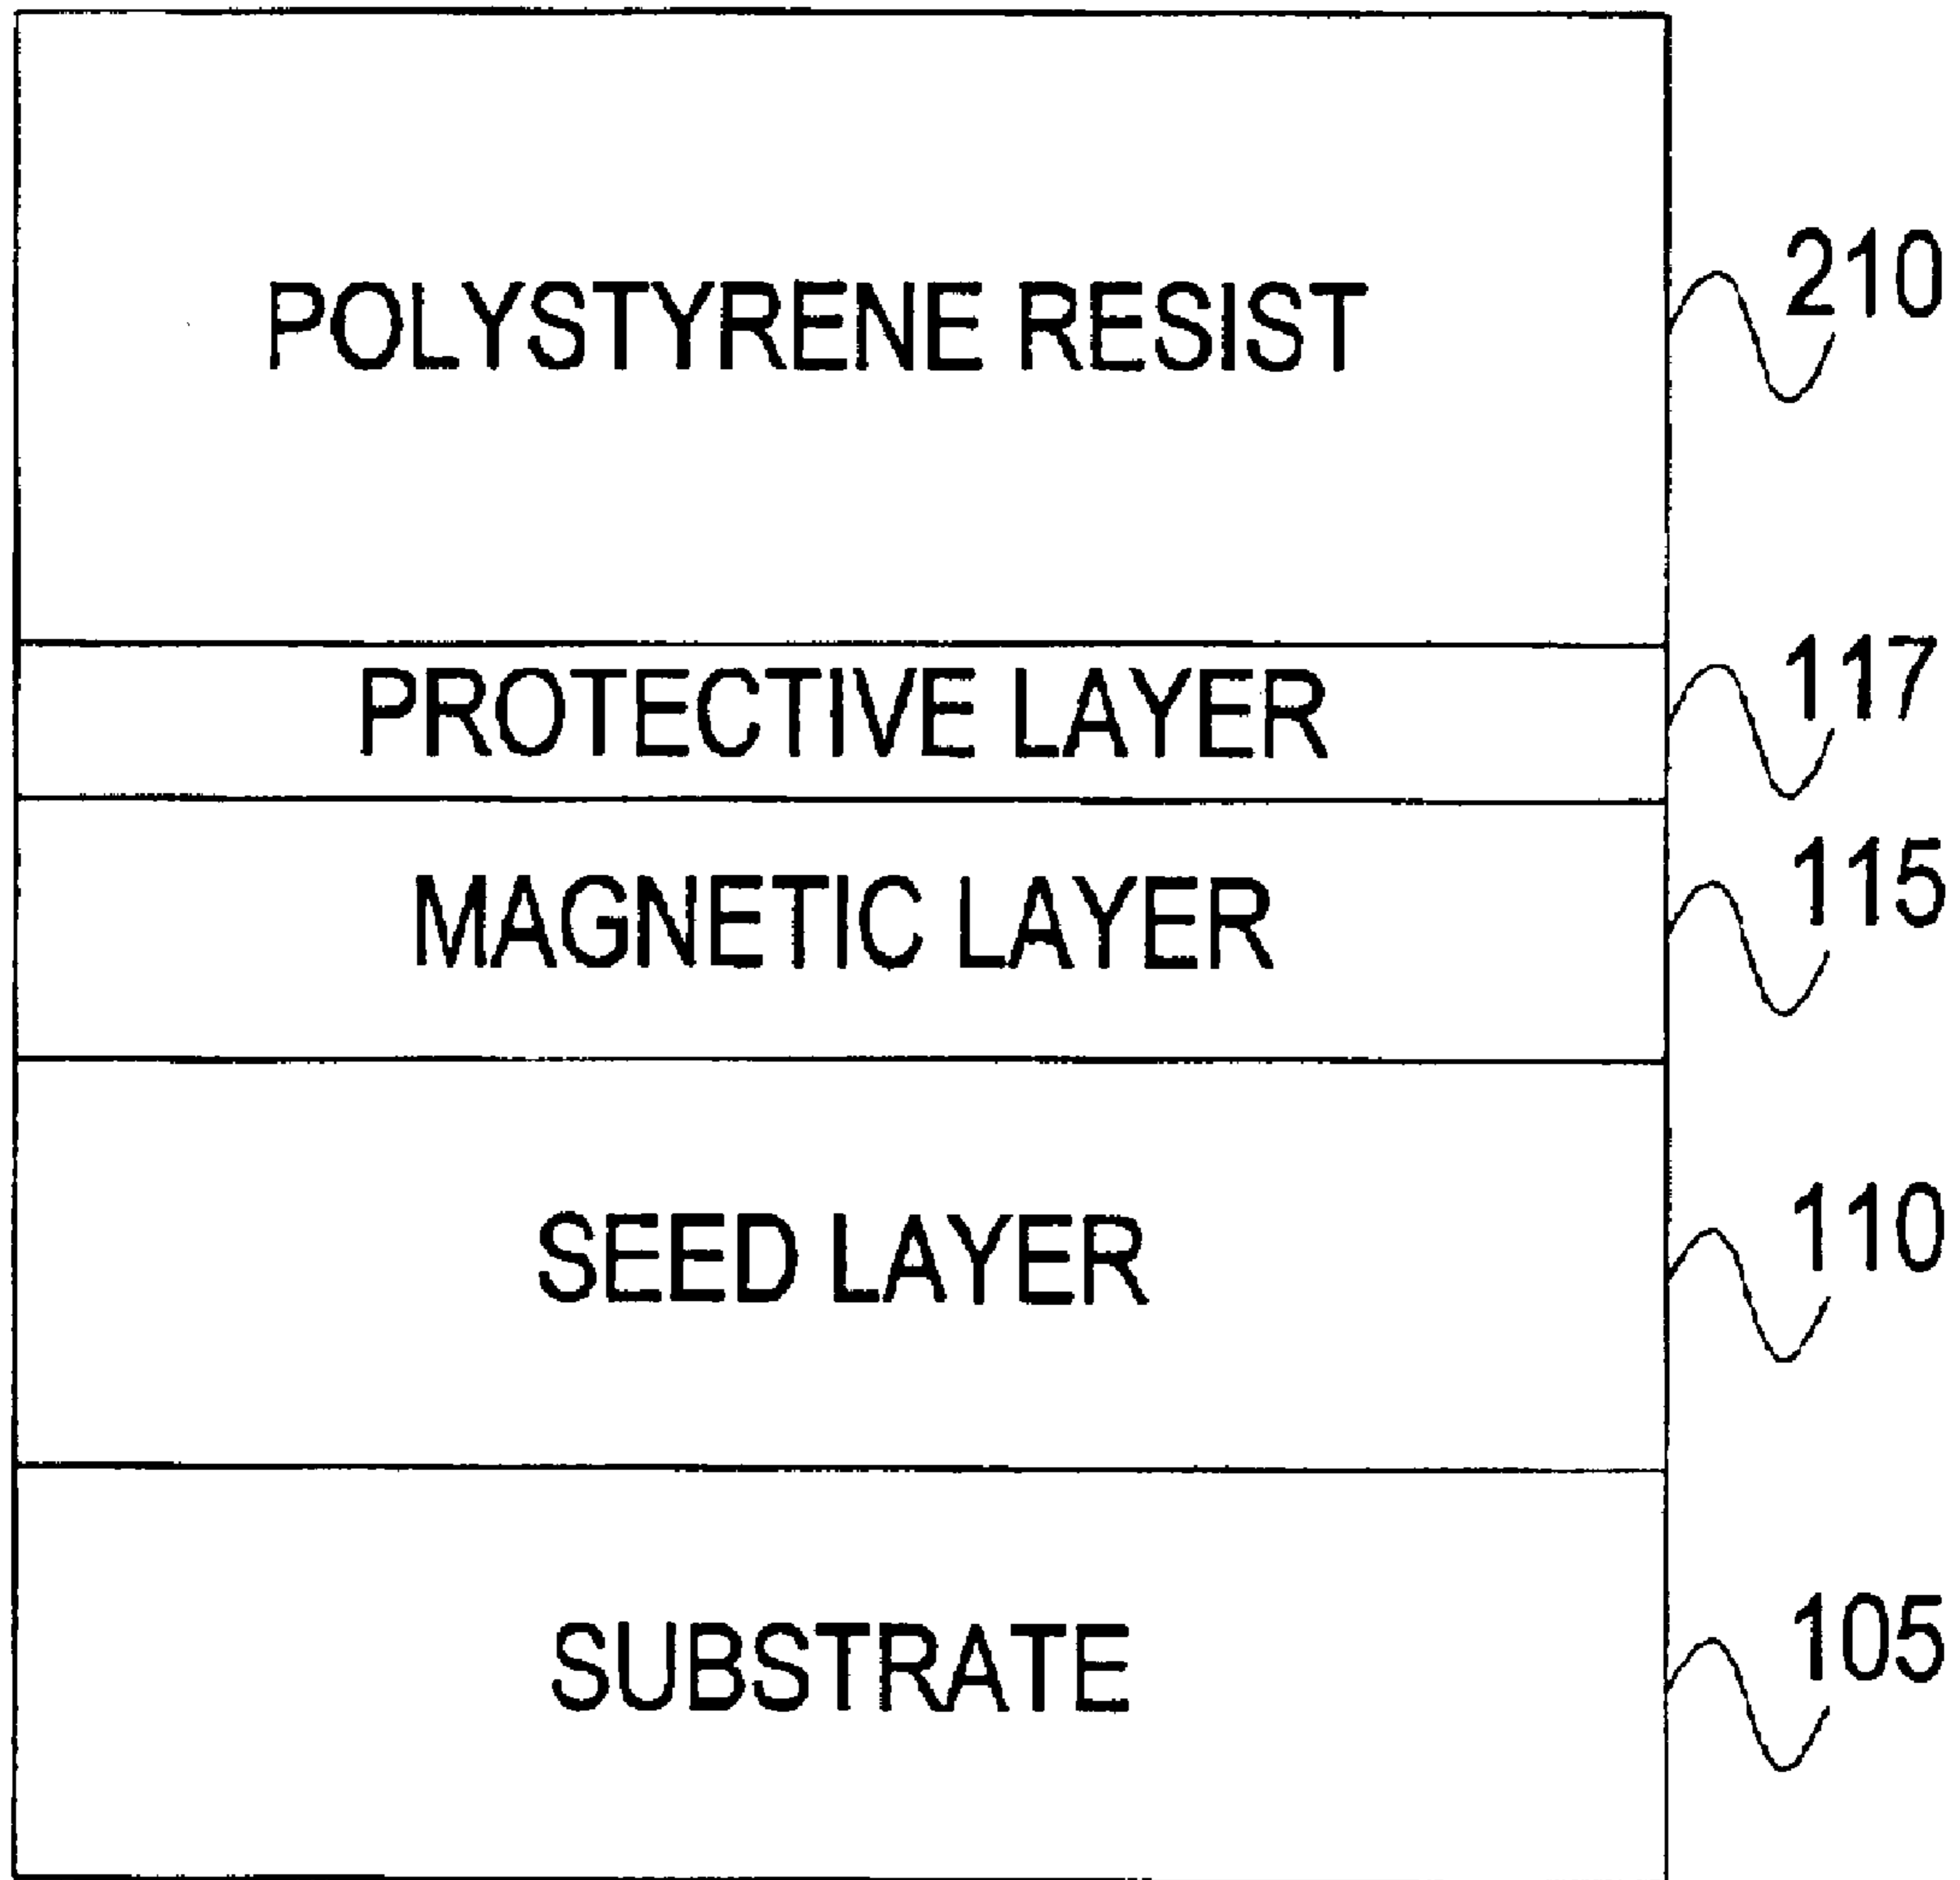 POLYSTYRENE RESIST
210
PROTECTIVE LAYER
117
MAGNETIC LAYER
115
SEED LAYER
110
SUBSTRATE
105